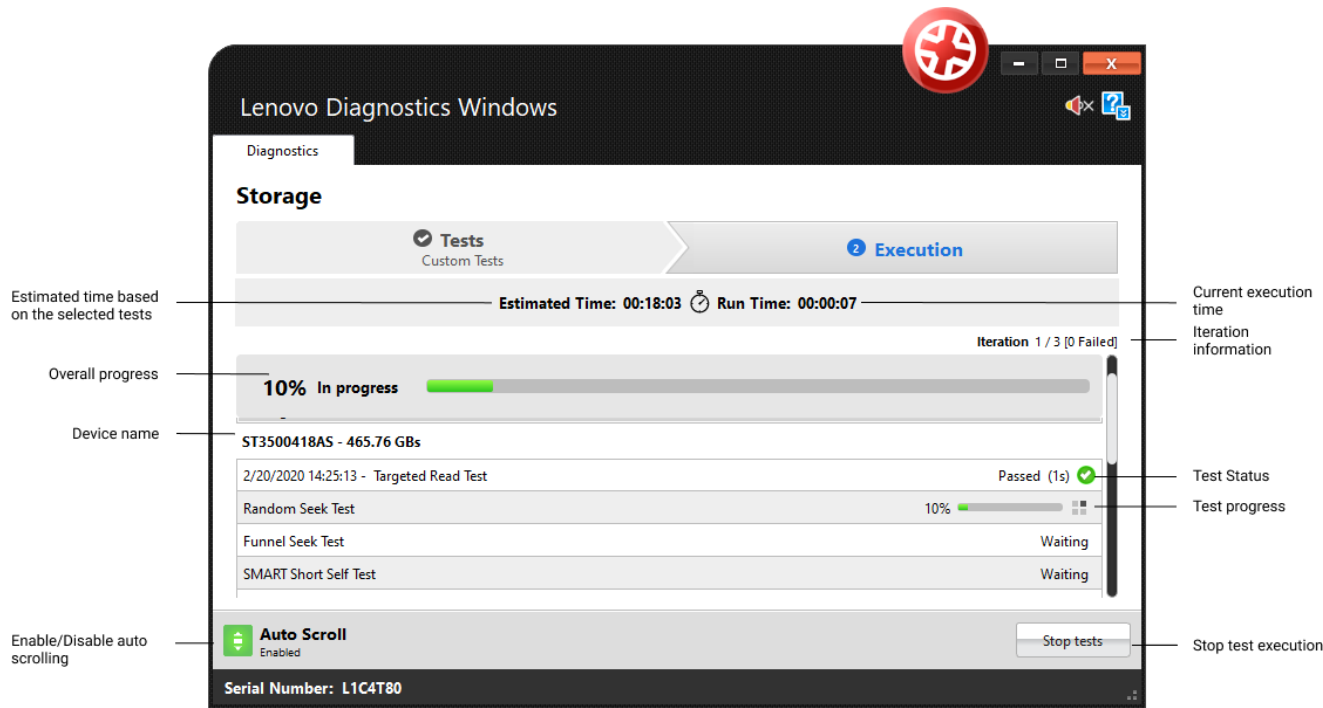 X
Lenovo Diagnostics Windows
Diagnostics
Storage
Tests
Custom Tests
2 Execution
Estimated time based
on the selected tests
Estimated Time: 00:18:03 Run Time: 00:00:07
Current execution
time
Iteration 1 / 3 [0 Failed]
Iteration
information
Overall progress
10% In progress
Device name
ST3500418AS - 465.76 GBs
2/20/2020 14:25:13 - Targeted Read Test Passed (1s)
Test Status
Random Seek Test 10%
Test progress
Funnel Seek Test Waiting
SMART Short Self Test Waiting
Enable/Disable auto
scrolling
Auto Scroll
Enabled
Stop tests
Stop test execution
Serial Number: L1C4T80